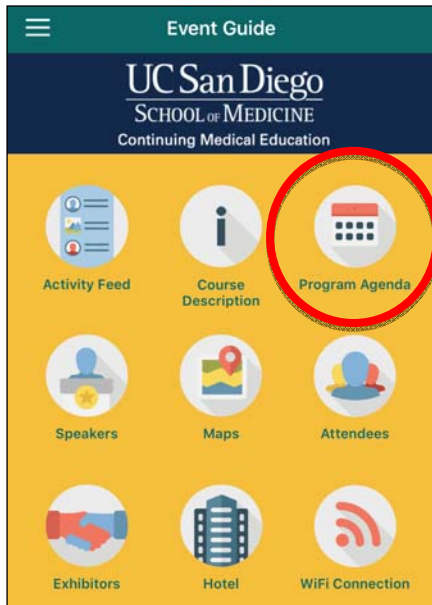 Event Guide
UC San Diego
SCHOOL OF MEDICINE
Continuing Medical Education
Activity Feed
Course
Description
Program Agenda
Speakers
Maps
Attendees
Exhibitors
Hotel
WiFi Connection